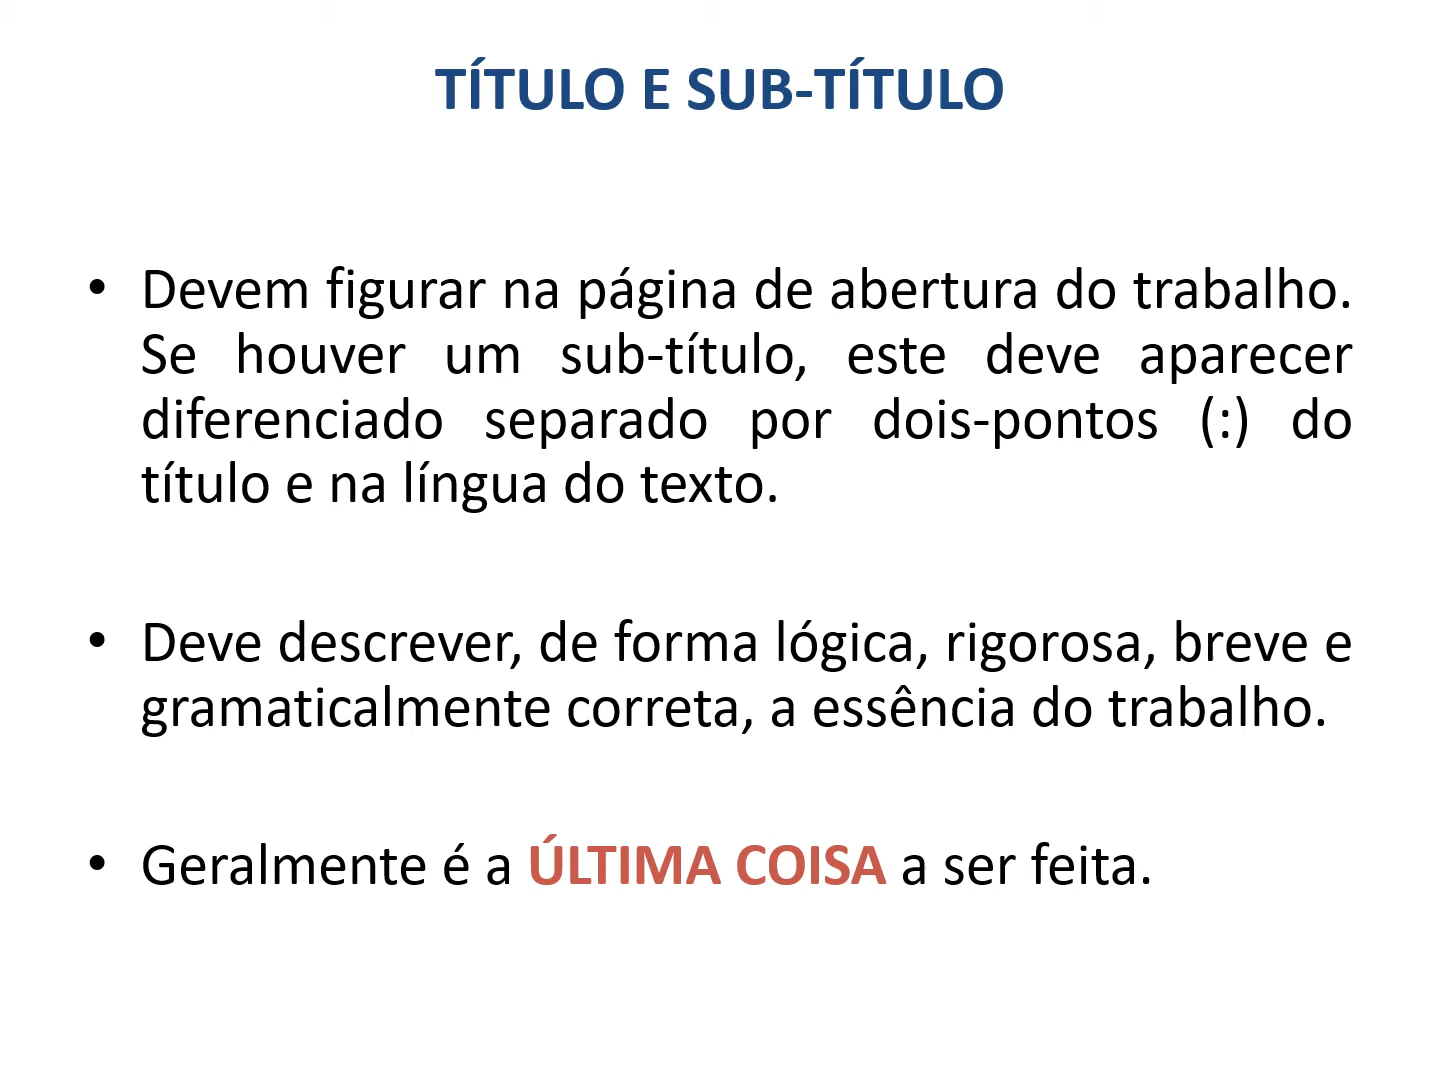 TÍTULO E SUB-TÍTULO
• Devem figurar na página de abertura do trabalho.
Se houver um sub-título, este deve aparecer
diferenciado separado por dois-pontos (:) do
título e na língua do texto.
• Deve descrever, de forma lógica, rigorosa, breve e
gramaticalmente correta, a essência do trabalho.
• Geralmente é a ÚLTIMA COISA a ser feita.